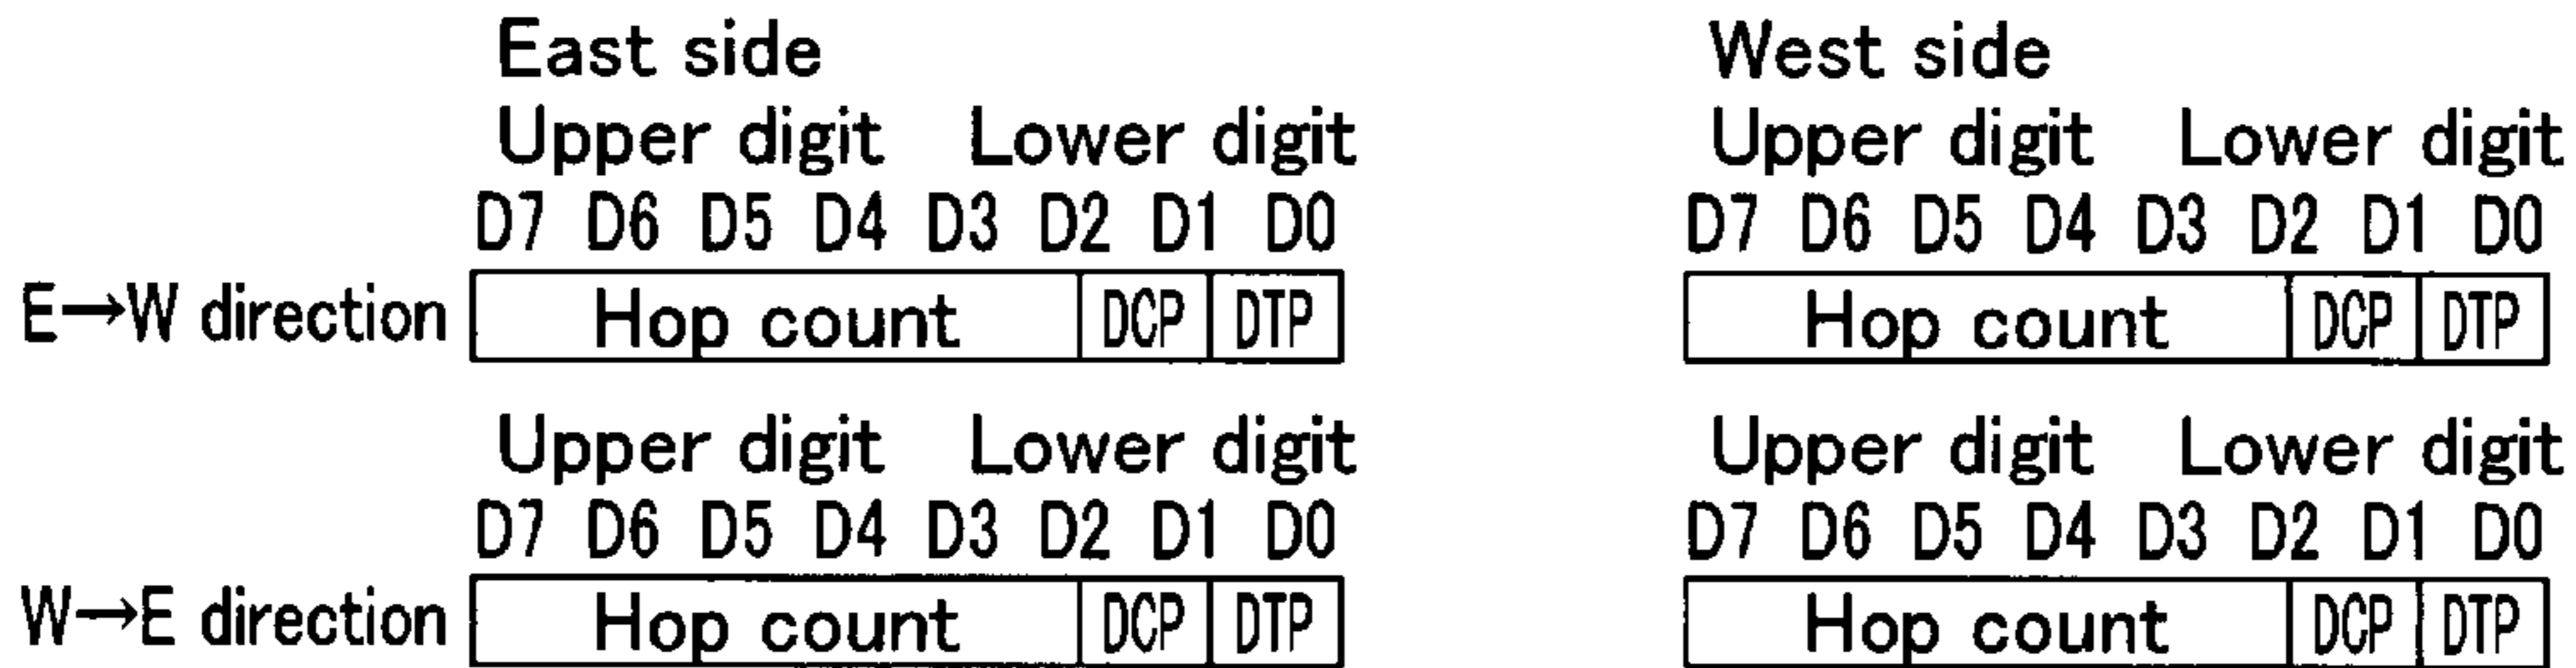 East side West side
Upper digit Lower digit Upper digit Lower digit
D7 D6 D5 D4 D3 D2 D1 D0 D7 D6 D5 D4 D3 D2 D1 D0
E→W direction Hop count DCP DTP Hop count DCP DTP
Upper digit Lower digit Upper digit Lower digit
D7 D6 D5 D4 D3 D2 D1 D0 D7 D6 D5 D4 D3 D2 D1 D0
W→E direction Hop count DCP DTP Hop count DCP DTP